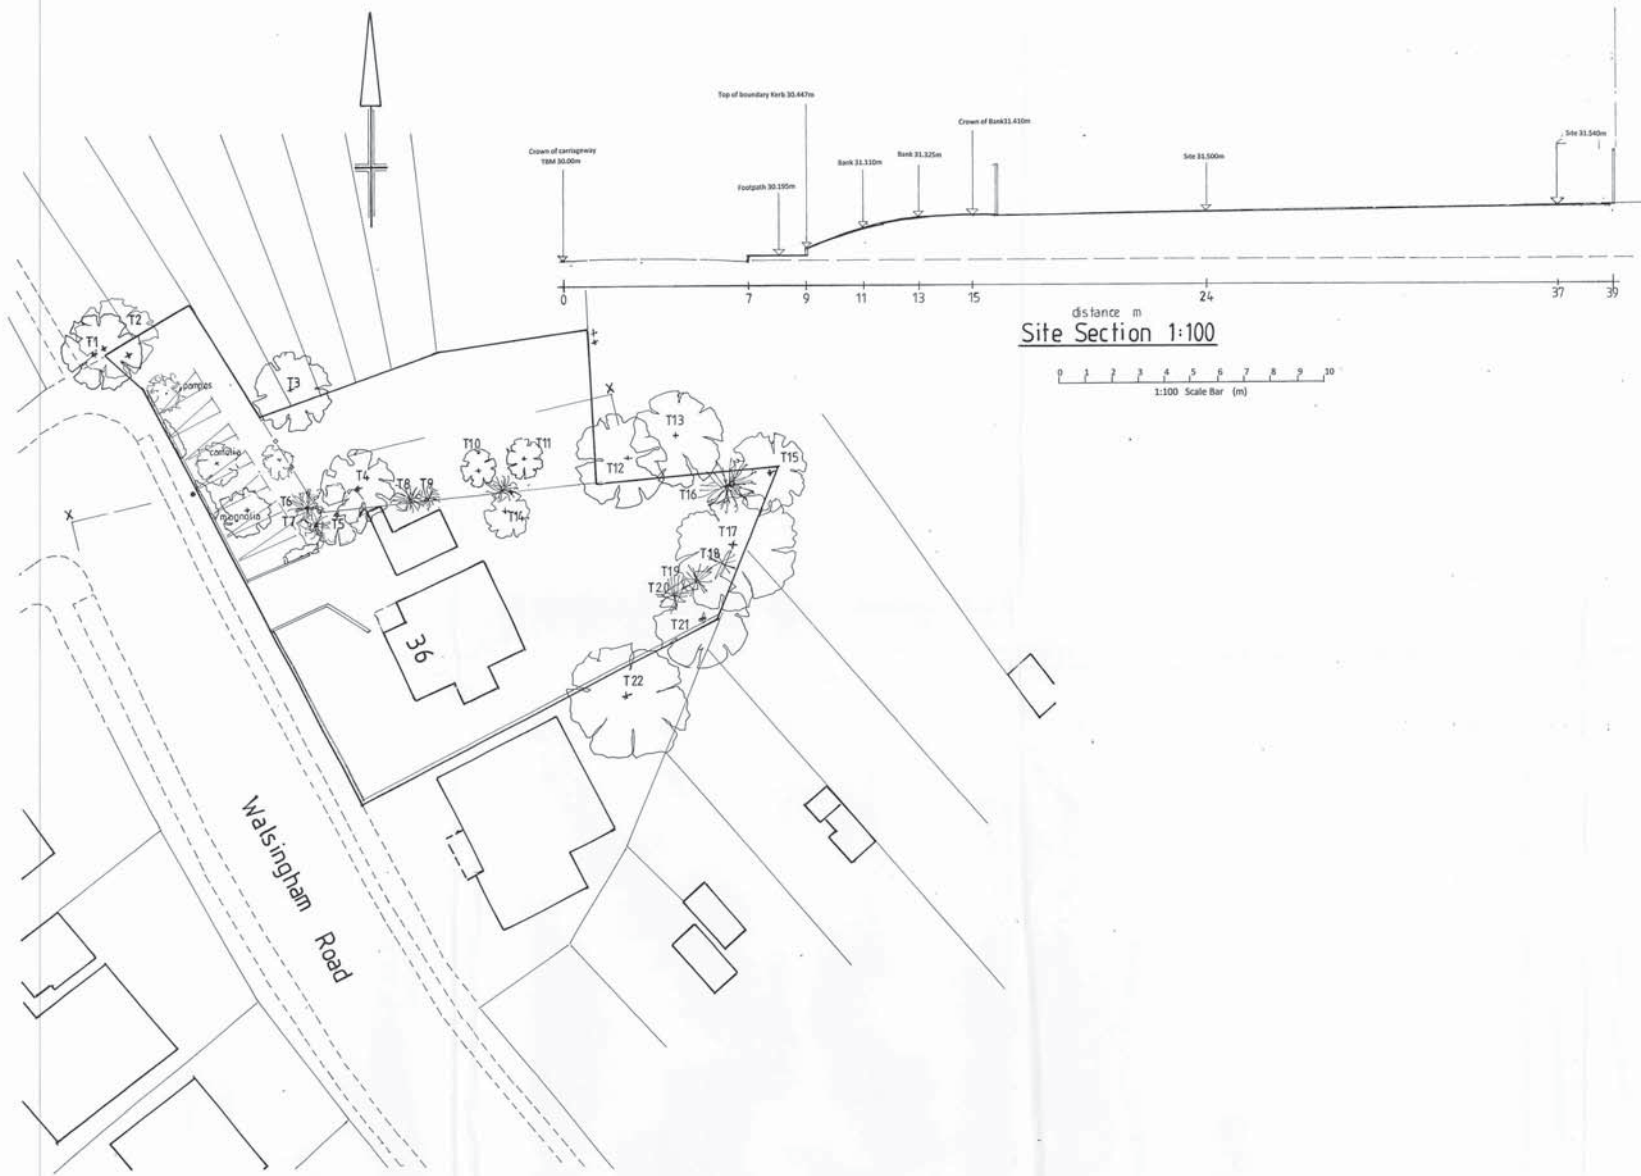 Top of boundary Kerb 30.447m
Crown of Bank31.410m
Site 31.540m
Crown of carriageway
TBM 30.00m
Bank 31.110m
Bank 31.325m
Site 31.500m
Footpath 30.195m
0 7 9 11 13 15 24 37 39
distance m
Site Section 1:100
0 1 2 3 4 5 6 7 8 9 10
1:100 Scale Bar (m)
T1
T2
T3
pampas
camellia
magnolia
T4
T5
T6
T7
T8
T9
T10
T11
T12
T13
T14
T15
T16
T17
T18
T19
T20
T21
T22
X
X
36
Walsingham Road